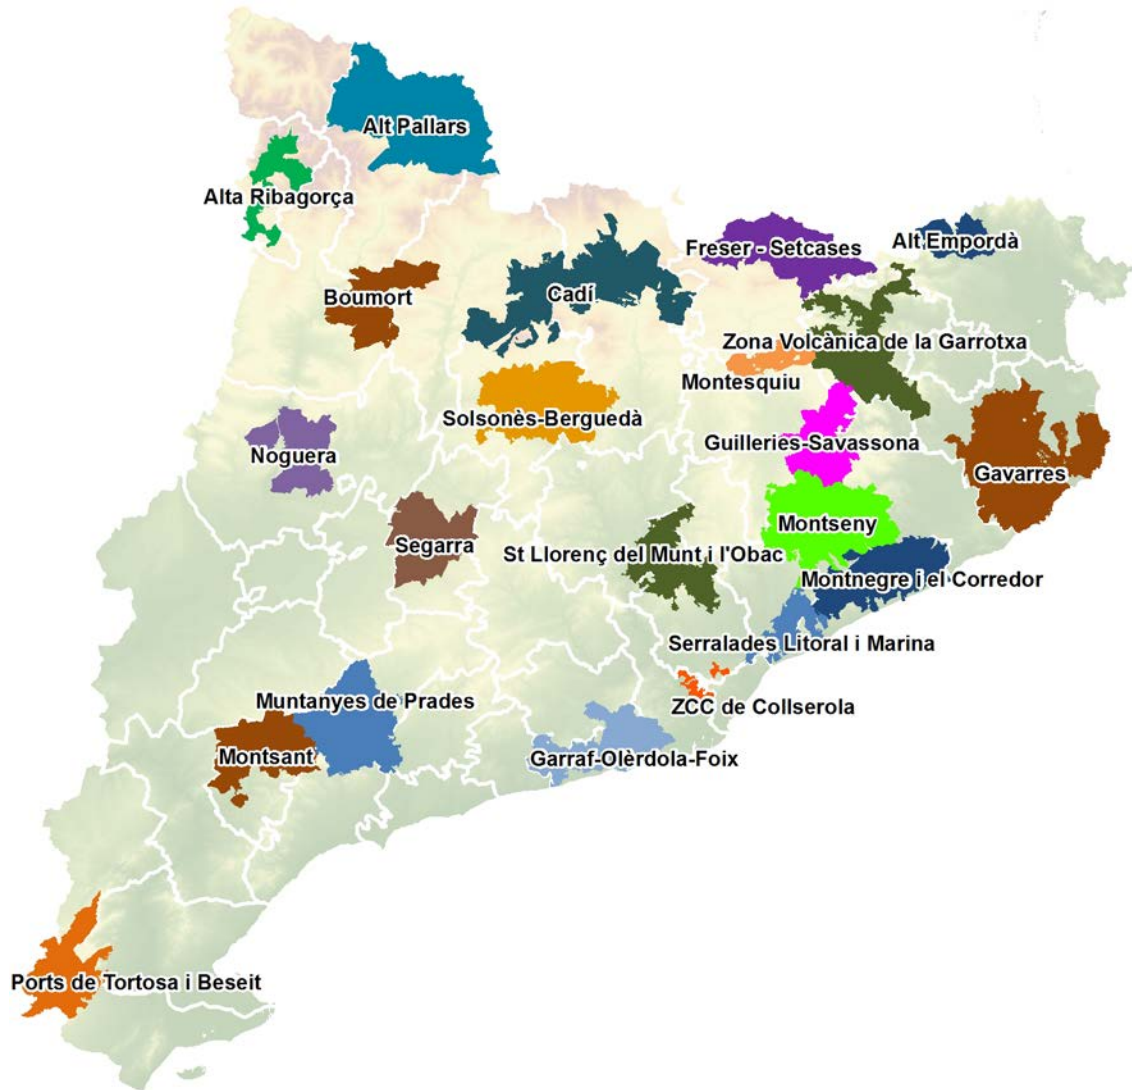 Alt Pallars
Alta Ribagorça
Freser - Setcases
Alt Empordà
Boumort
Cadí
Zona Volcànica de la Garrotxa
Montesquiu
Solsonès-Berguedà
Guilleries-Savassona
Noguera
Gavarres
Montseny
Segarra
St Llorenç del Munt i l'Obac
Montnegre i el Corredor
Serralades Litoral i Marina
Muntanyes de Prades
ZCC de Collserola
Montsant
Garraf-Olèrdola-Foix
Ports de Tortosa i Beseit